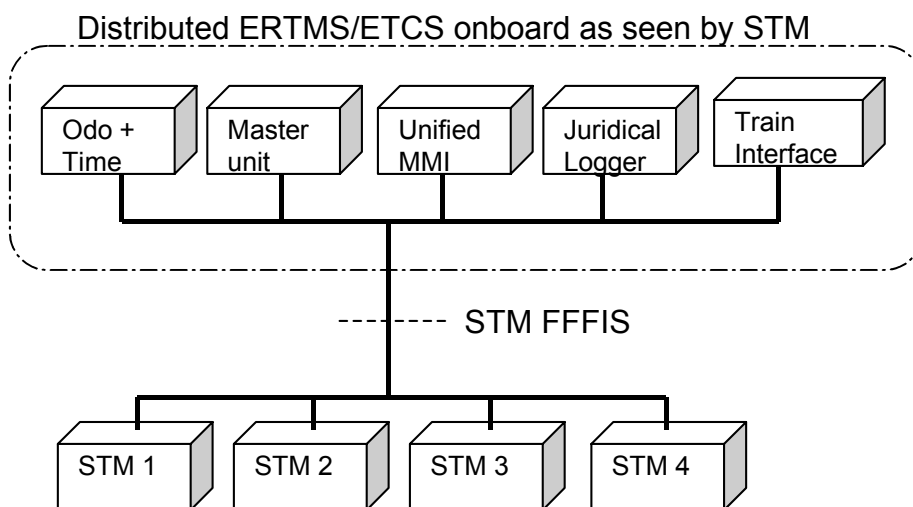 Distributed ERTMS/ETCS onboard as seen by STM
Odo +
Time
Master
unit
Unified
MMI
Juridical
Logger
Train
Interface
STM FFFIS
STM 1
STM 2
STM 3
STM 4